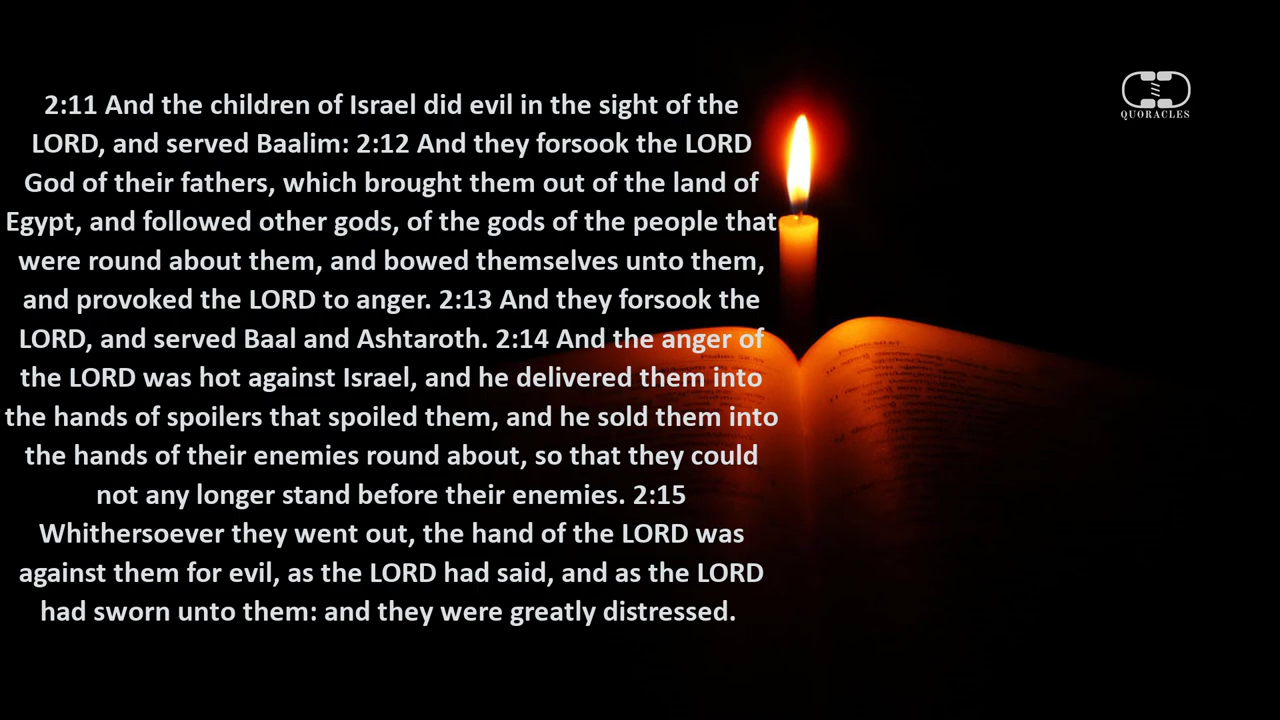 2:11 And the children of Israel did evil in the sight of the
LORD, and served Baalim: 2:12 And they forsook the LORD
God of their fathers, which brought them out of the land of
Egypt, and followed other gods, of the gods of the people that
were round about them, and bowed themselves unto them,
and provoked the LORD to anger. 2:13 And they forsook the
LORD, and served Baal and Ashtaroth. 2:14 And the anger of
the LORD was hot against Israel, and he delivered them into
the hands of spoilers that spoiled them, and he sold them into
the hands of their enemies round about, so that they could
not any longer stand before their enemies. 2:15
Whithersoever they went out, the hand of the LORD was
against them for evil, as the LORD had said, and as the LORD
had sworn unto them: and they were greatly distressed.
QUORACLES